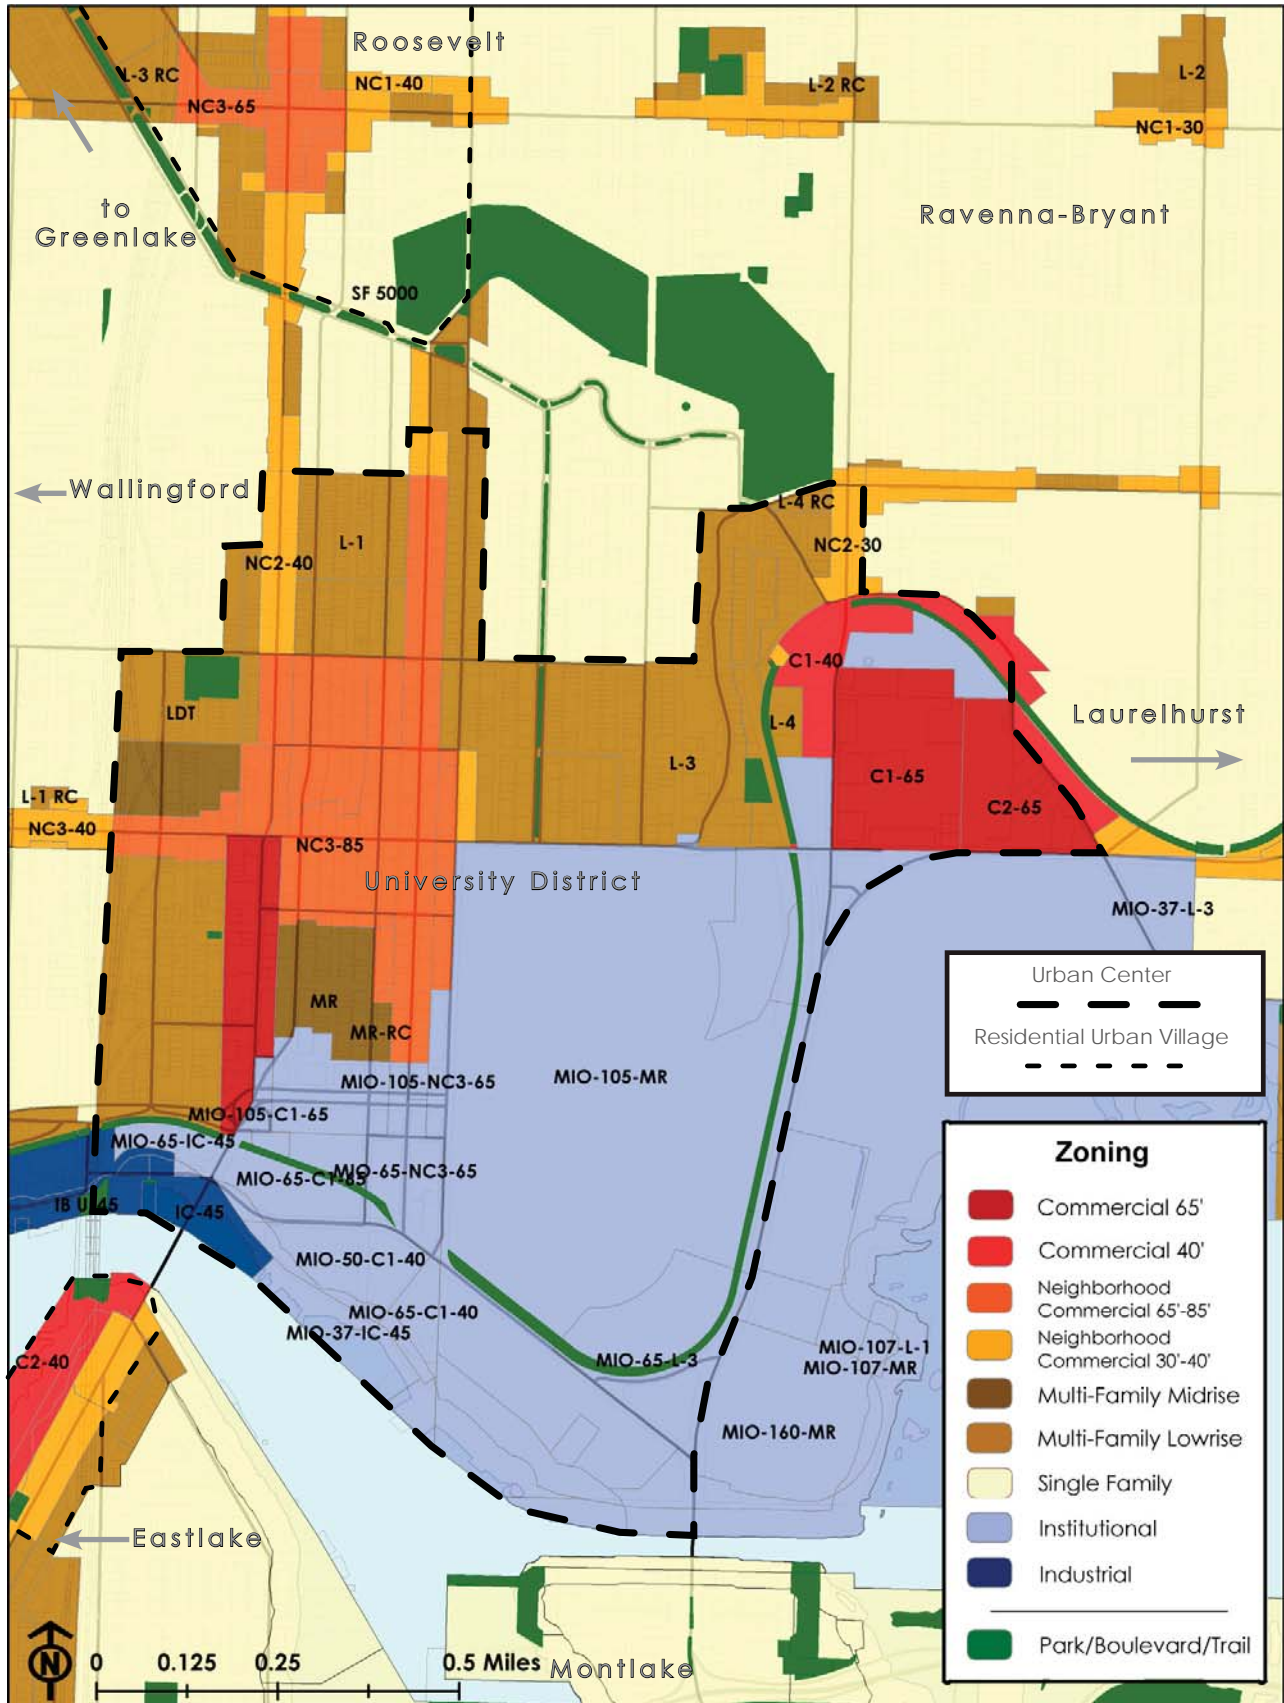 Roosevelt
L-3 RC
NC1-40
NC3-65
L-2 RC
L-2
NC1-30
to
Greenlake
Ravenna-Bryant
SF 5000
Wallingford
L-4 RC
L-1
NC2-40
NC2-30
C1-40
LDT
L-4
Laurelhurst
L-3
C1-65
C2-65
L-1 RC
NC3-40
NC3-85
University District
MIO-37-L-3
MR
MR-RC
MIO-105-NC3-65
MIO-105-MR
MIO-105-C1-65
MIO-65-IC-45
MIO-65-NC3-65
MIO-65-C1-65
IB U/45
IC-45
MIO-50-C1-40
MIO-65-C1-40
MIO-37-IC-45
MIO-65-L-3
MIO-107-L-1
MIO-107-MR
C2-40
MIO-160-MR
Eastlake
Montlake
N
0 0.125 0.25 0.5 Miles
Urban Center
Residential Urban Village
Zoning
Commercial 65'
Commercial 40'
Neighborhood
Commercial 65'-85'
Neighborhood
Commercial 30'-40'
Multi-Family Midrise
Multi-Family Lowrise
Single Family
Institutional
Industrial
Park/Boulevard/Trail